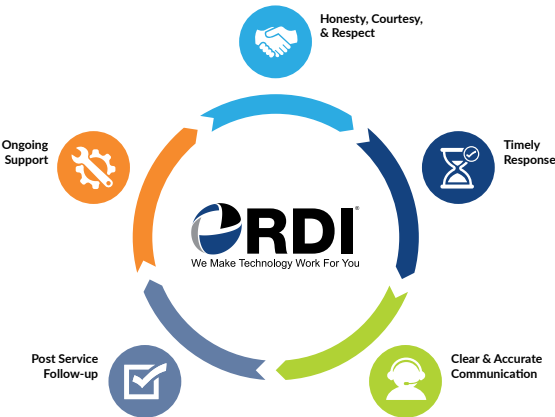 Honesty, Courtesy,
& Respect
Timely
Response
Clear & Accurate
Communication
Post Service
Follow-up
Ongoing
Support
RDI®
We Make Technology Work For You